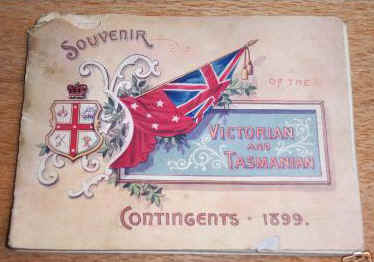 SOUVENIR
OF THE
VICTORIAN
AND
TASMANIAN
CONTINGENTS · 1899.